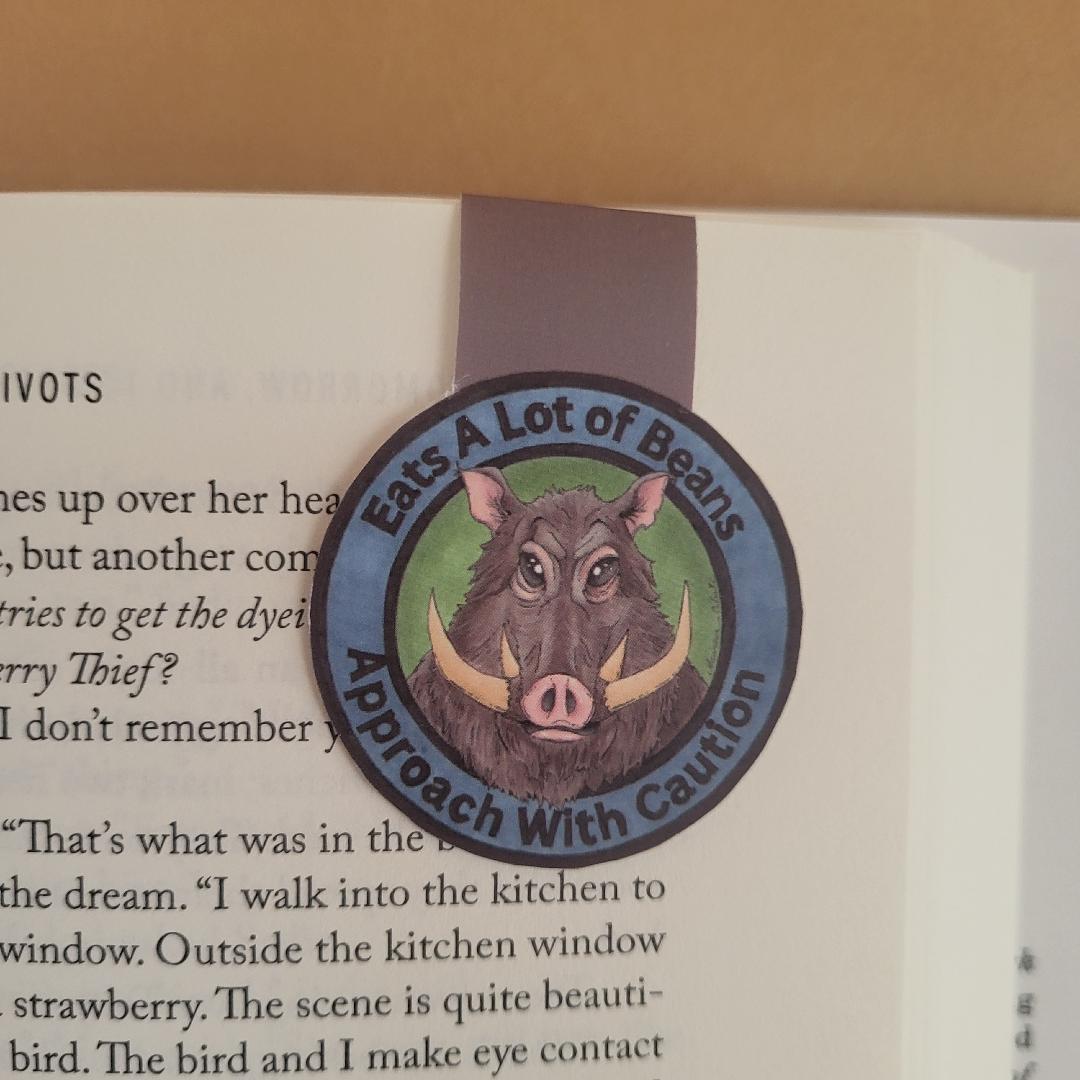 IVOTS
Eats A Lot of Beans
Approach With Caution
nes up over her hea
, but another com
tries to get the dyei
erry Thief?
I don’t remember y
“That’s what was in the
the dream. “I walk into the kitchen to
window. Outside the kitchen window
strawberry. The scene is quite beauti-
bird. The bird and I make eye contact